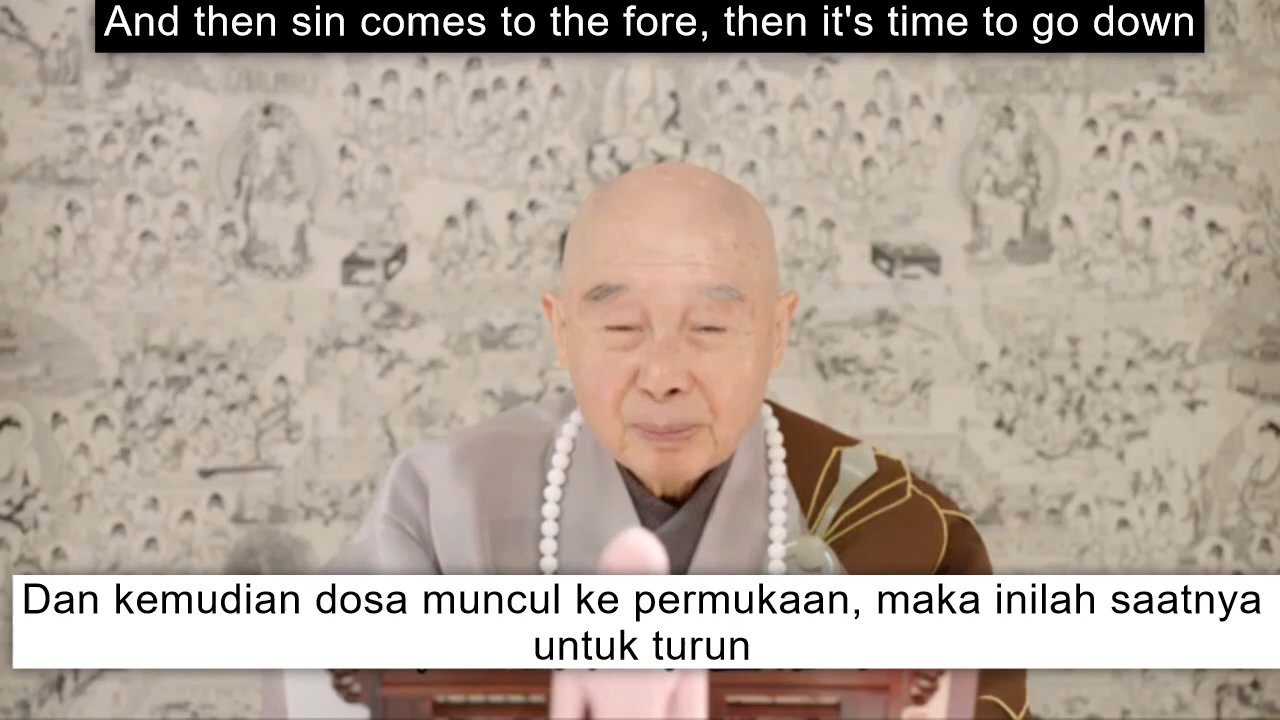 And then sin comes to the fore, then it's time to go down
Dan kemudian dosa muncul ke permukaan, maka inilah saatnya
untuk turun